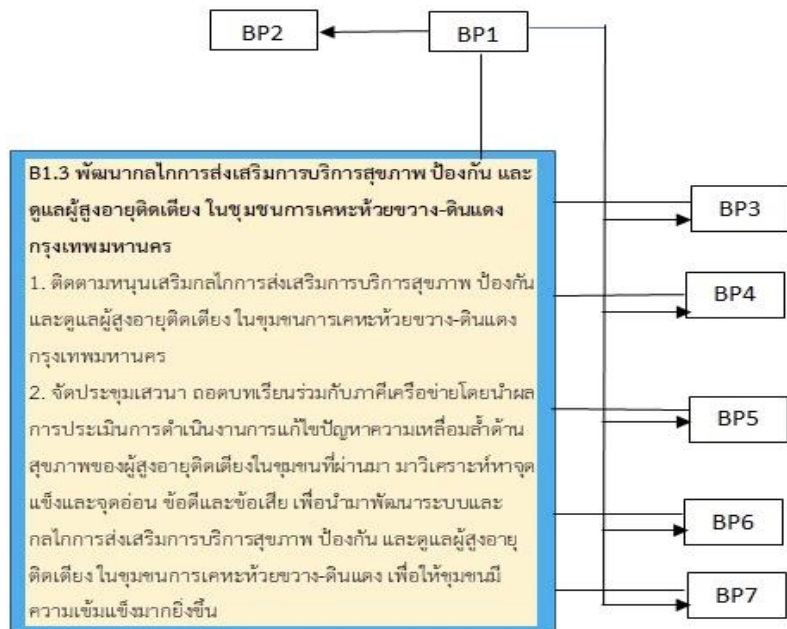 BP2
BP1
B1.3 พัฒนากลไกการส่งเสริมการบริการสุขภาพ ป้องกัน และ
ดูแลผู้สูงอายุติดเตียง ในชุมชนการเคหะห้วยขวาง-ดินแดง
กรุงเทพมหานคร
1. ติดตามหนุนเสริมกลไกการส่งเสริมการบริการสุขภาพ ป้องกัน
และดูแลผู้สูงอายุติดเตียง ในชุมชนการเคหะห้วยขวาง-ดินแดง
กรุงเทพมหานคร
2. จัดประชุมเสวนา ถอดบทเรียนร่วมกับภาคีเครือข่ายโดยนำผล
การประเมินการดำเนินงานการแก้ไขปัญหาความเหลื่อมล้ำด้าน
สุขภาพของผู้สูงอายุติดเตียงในชุมชนที่ผ่านมา มาวิเคราะห์หาจุด
แข็งและจุดอ่อน ข้อดีและข้อเสีย เพื่อนำมาพัฒนาระบบและ
กลไกการส่งเสริมการบริการสุขภาพ ป้องกัน และดูแลผู้สูงอายุ
ติดเตียง ในชุมชนการเคหะห้วยขวาง-ดินแดง เพื่อให้ชุมชนมี
ความเข้มแข็งมากยิ่งขึ้น
BP3
BP4
BP5
BP6
BP7